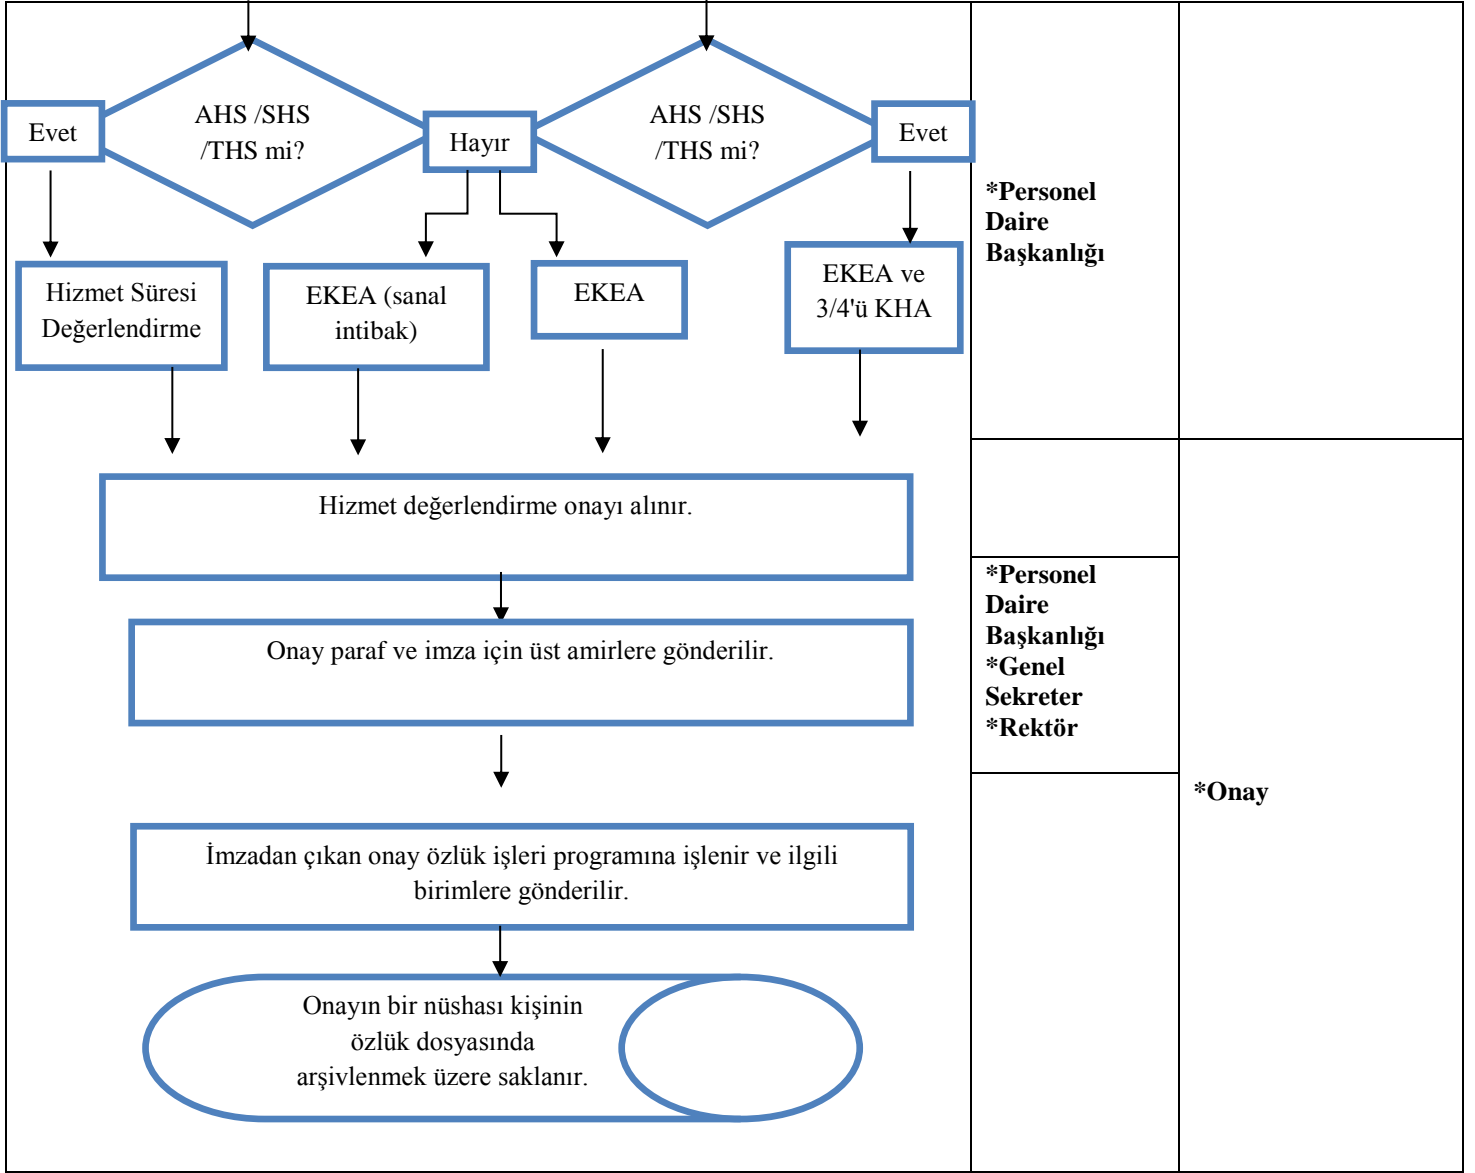 AHS /SHS
/THS mi?
AHS /SHS
/THS mi?
Evet
Hayır
Evet
Hizmet Süresi
Değerlendirme
EKEA (sanal
intibak)
EKEA
EKEA ve
3/4'ü KHA
*Personel
Daire
Başkanlığı
Hizmet değerlendirme onayı alınır.
Onay paraf ve imza için üst amirlere gönderilir.
*Personel
Daire
Başkanlığı
*Genel
Sekreter
*Rektör
*Onay
İmzadan çıkan onay özlük işleri programına işlenir ve ilgili
birimlere gönderilir.
Onayın bir nüshası kişinin
özlük dosyasında
arşivlenmek üzere saklanır.